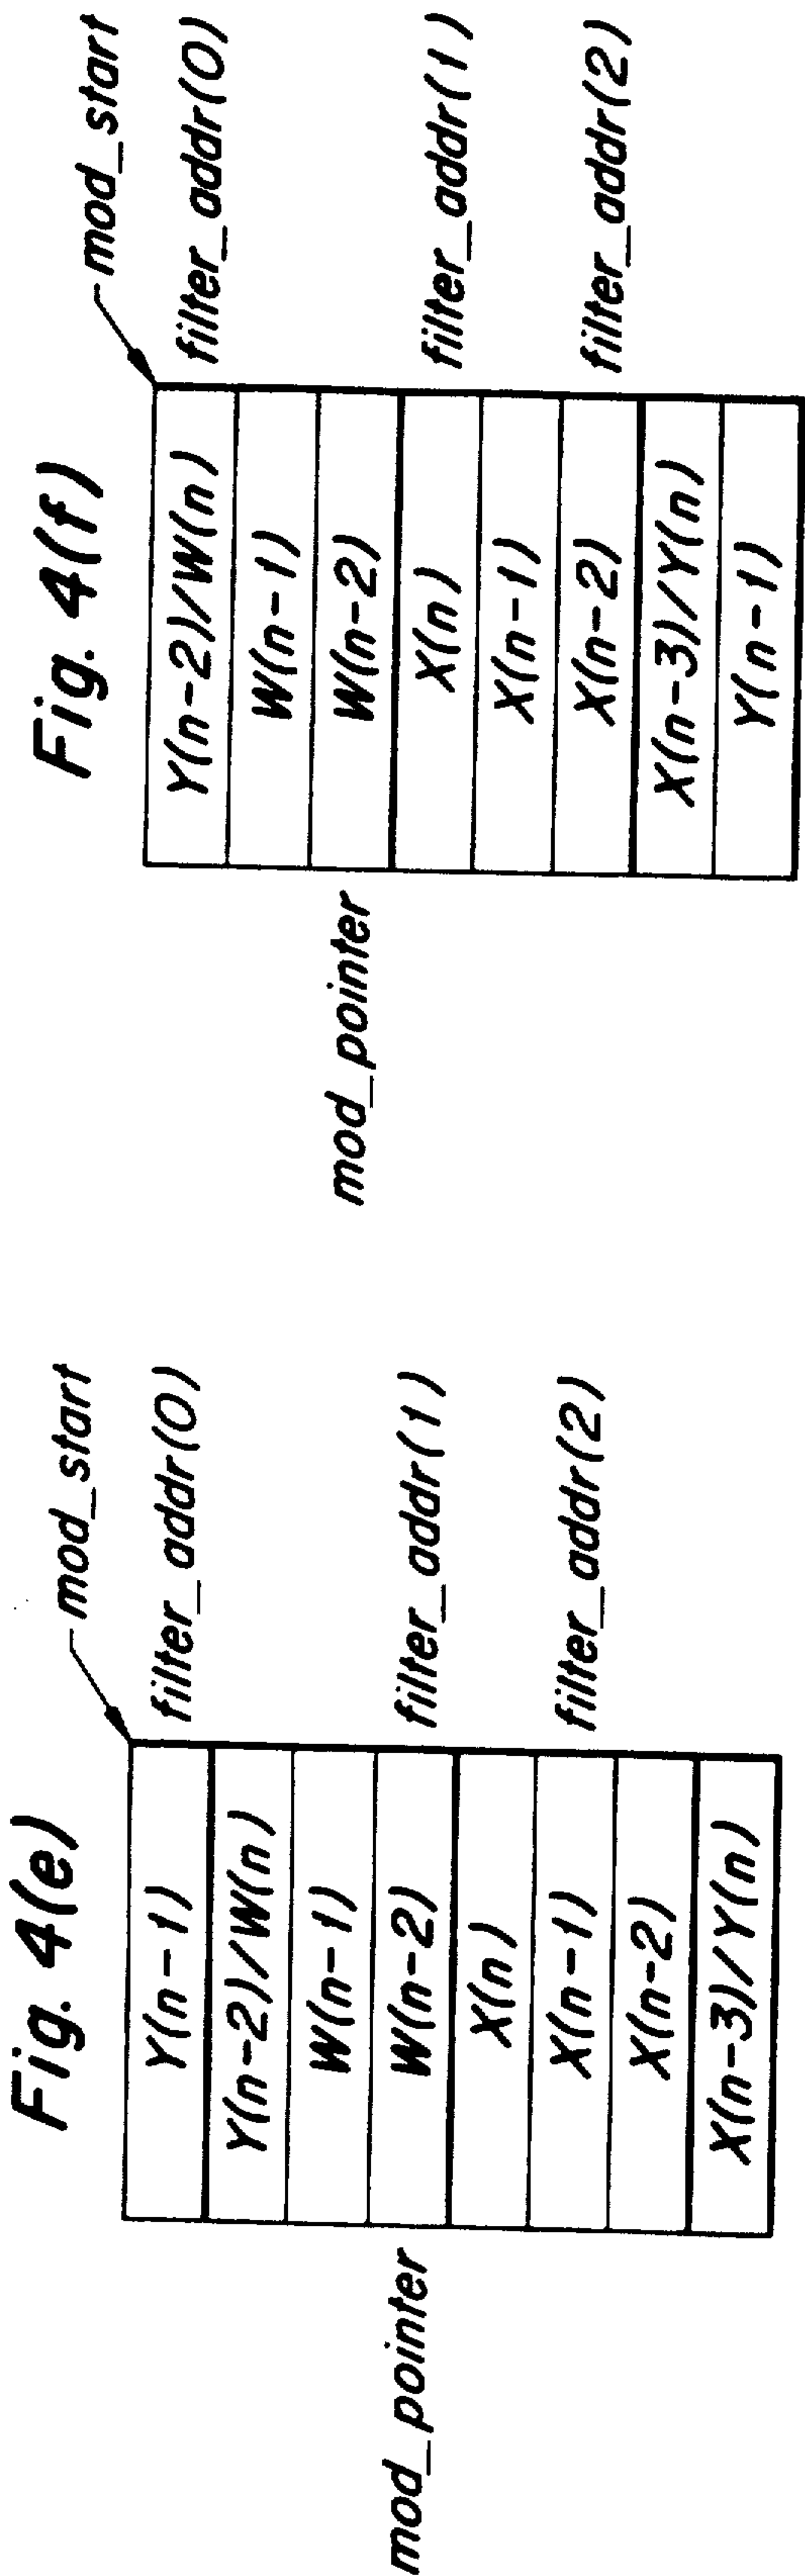 Fig. 4(e)
mod_start
filter_addr(0)
filter_addr(1)
filter_addr(2)
mod_pointer
Y(n-1)
Y(n-2)/W(n)
W(n-1)
W(n-2)
X(n)
X(n-1)
X(n-2)
X(n-3)/Y(n)
Fig. 4(f)
mod_start
filter_addr(0)
filter_addr(1)
filter_addr(2)
mod_pointer
Y(n-2)/W(n)
W(n-1)
W(n-2)
X(n)
X(n-1)
X(n-2)
X(n-3)/Y(n)
Y(n-1)